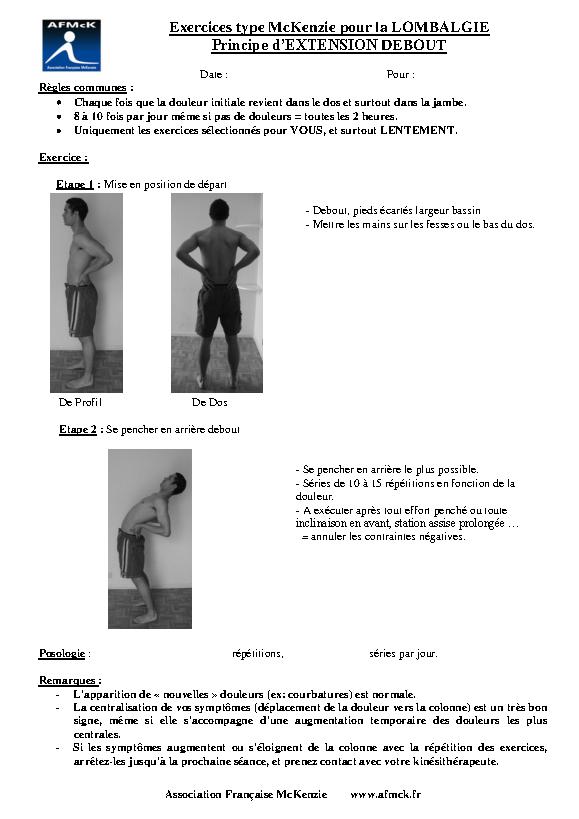 AFMcK
Association Française McKenzie
Exercices type McKenzie pour la LOMBALGIE
Principe d'EXTENSION DEBOUT
Date : Pour :
Règles communes :
• Chaque fois que la douleur initiale revient dans le dos et surtout dans la jambe.
• 8 à 10 fois par jour même si pas de douleurs = toutes les 2 heures.
• Uniquement les exercices sélectionnés pour VOUS, et surtout LENTEMENT.
Exercice :
Etape 1 : Mise en position de départ
- Debout, pieds écartés largeur bassin
- Mettre les mains sur les fesses ou le bas du dos.
De Profil De Dos
Etape 2 : Se pencher en arrière debout
- Se pencher en arrière le plus possible.
- Séries de 10 à 15 répétitions en fonction de la
douleur.
- A exécuter après tout effort penché ou toute
inclinaison en avant, station assise prolongée …
= annuler les contraintes négatives.
Posologie : répétitions, séries par jour.
Remarques :
- L'apparition de « nouvelles » douleurs (ex: courbatures) est normale.
- La centralisation de vos symptômes (déplacement de la douleur vers la colonne) est un très bon
signe, même si elle s'accompagne d'une augmentation temporaire des douleurs les plus
centrales.
- Si les symptômes augmentent ou s'éloignent de la colonne avec la répétition des exercices,
arrêtez-les jusqu'à la prochaine séance, et prenez contact avec votre kinésithérapeute.
Association Française McKenzie www.afmck.fr